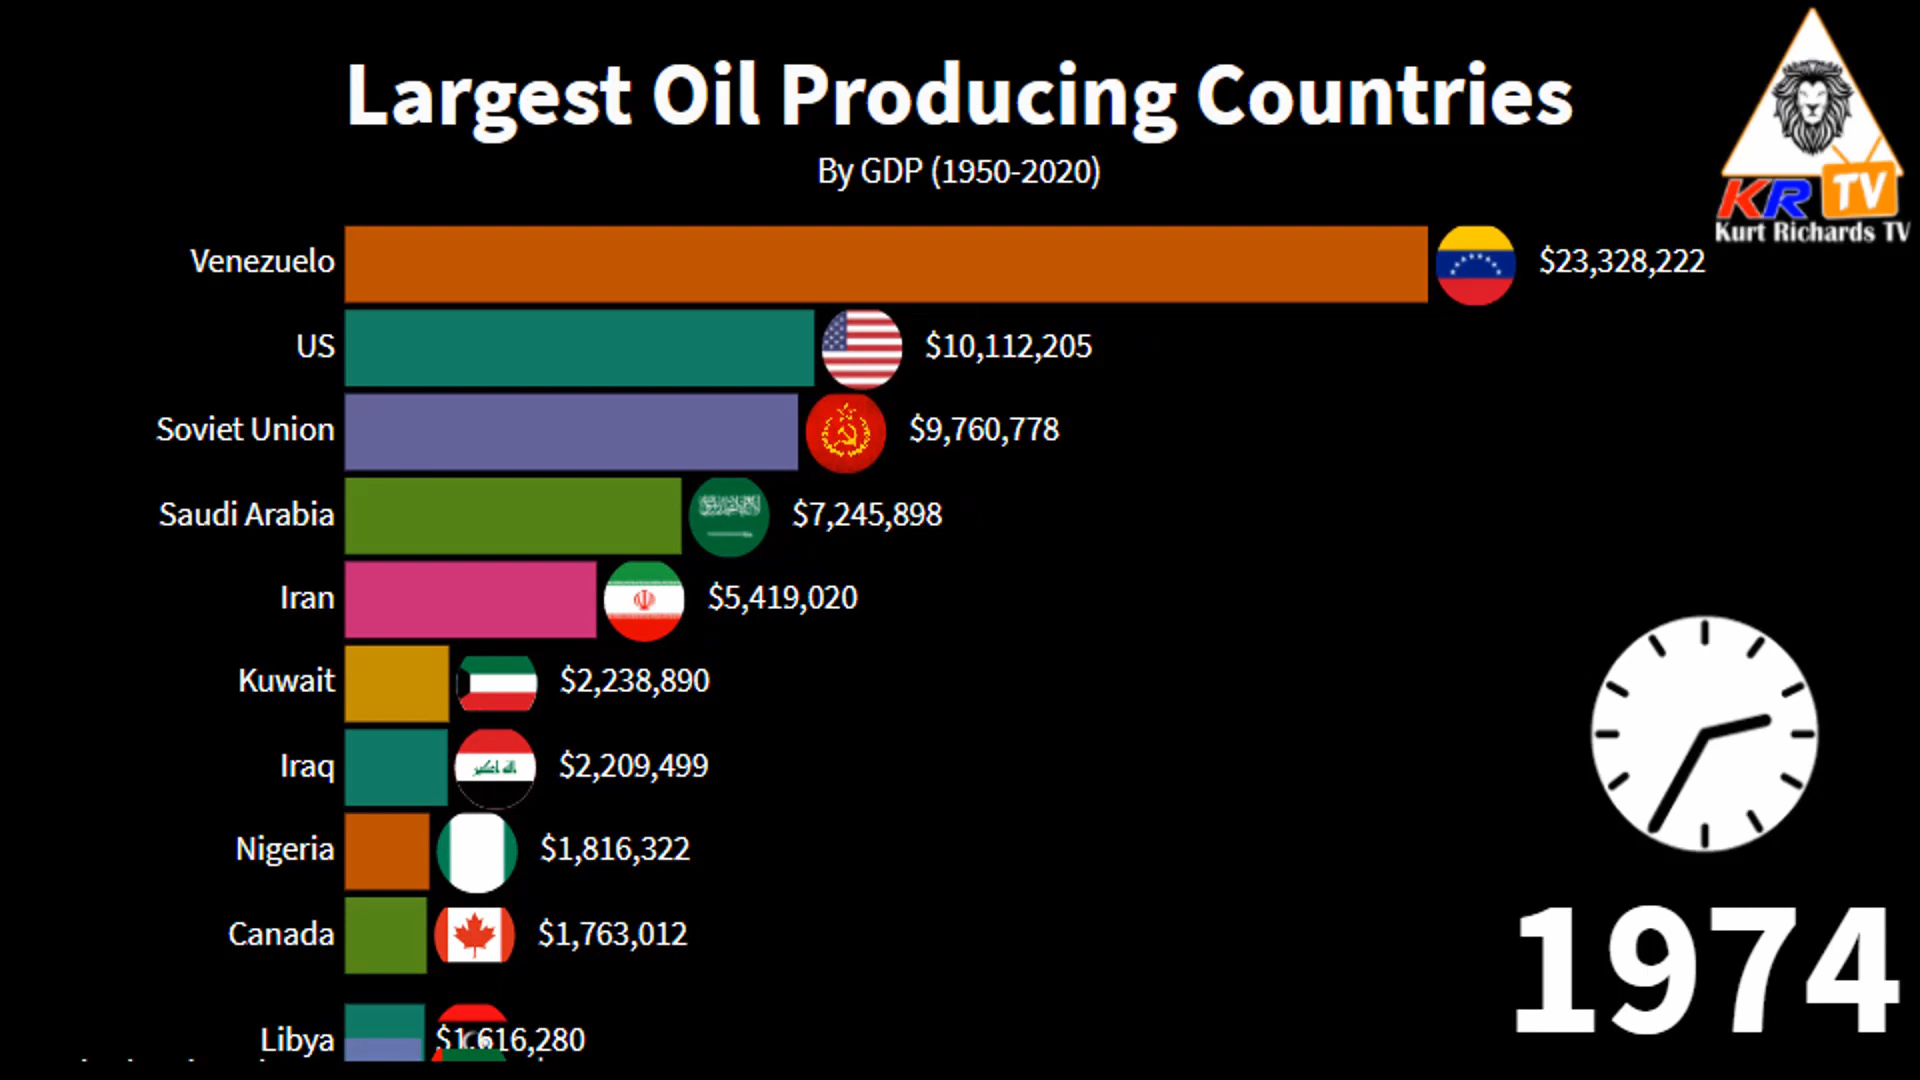 Largest Oil Producing Countries
By GDP (1950-2020)
KR TV
Kurt Richards TV
Venezuelo $23,328,222
US $10,112,205
Soviet Union $9,760,778
Saudi Arabia $7,245,898
Iran $5,419,020
Kuwait $2,238,890
Iraq $2,209,499
Nigeria $1,816,322
Canada $1,763,012
Libya $1,616,280
1974